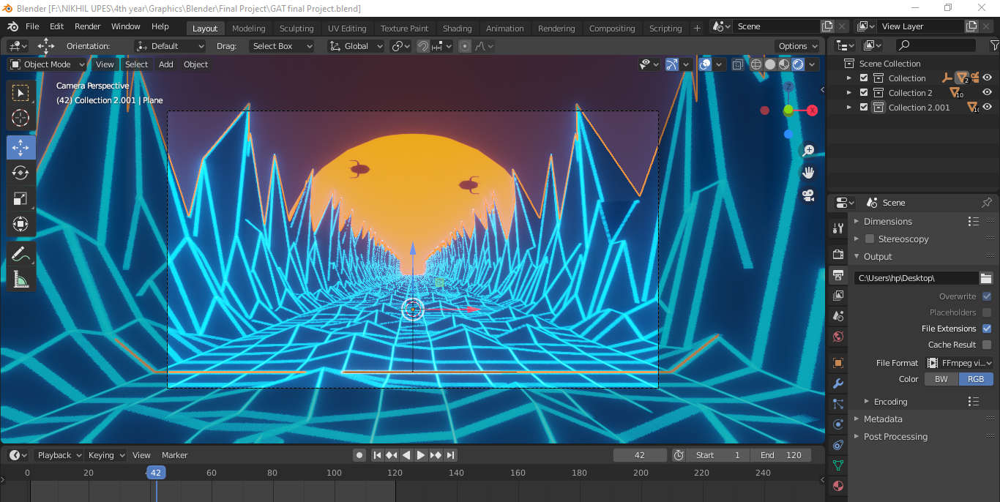 Blender [F:\NIKHIL UPES\4th year\Graphics\Blender\Final Project\GAT final Project.blend]
File Edit Render Window Help Layout Modeling Sculpting UV Editing Texture Paint Shading Animation Rendering Compositing Scripting + Scene View Layer
Orientation: Default Drag: Select Box Global Options
Object Mode View Select Add Object
Camera Perspective
(42) Collection 2.001 | Plane
Z
X
Scene Collection
Collection 2
Collection 2 10
Collection 2.001
Scene
Dimensions
Stereoscopy
Output
C:\Users\hp\Desktop\
Overwrite
Placeholders
File Extensions
Cache Result
File Format FFmpeg vi...
Color BW RGB
Encoding
Metadata
Post Processing
Playback Keying View Marker 42 Start 1 End 120
0 20 42 60 80 100 120 140 160 180 200 220 240